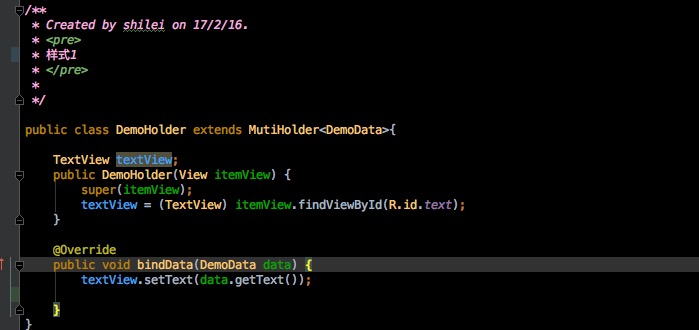 /**
 * Created by shilei on 17/2/16.
 * <pre>
 * 样式1
 * </pre>
 *
 */
public class DemoHolder extends MutiHolder<DemoData>{
    TextView textView;
    public DemoHolder(View itemView) {
        super(itemView);
        textView = (TextView) itemView.findViewById(R.id.text);
    }
    @Override
    public void bindData(DemoData data) {
        textView.setText(data.getText());
    }
}